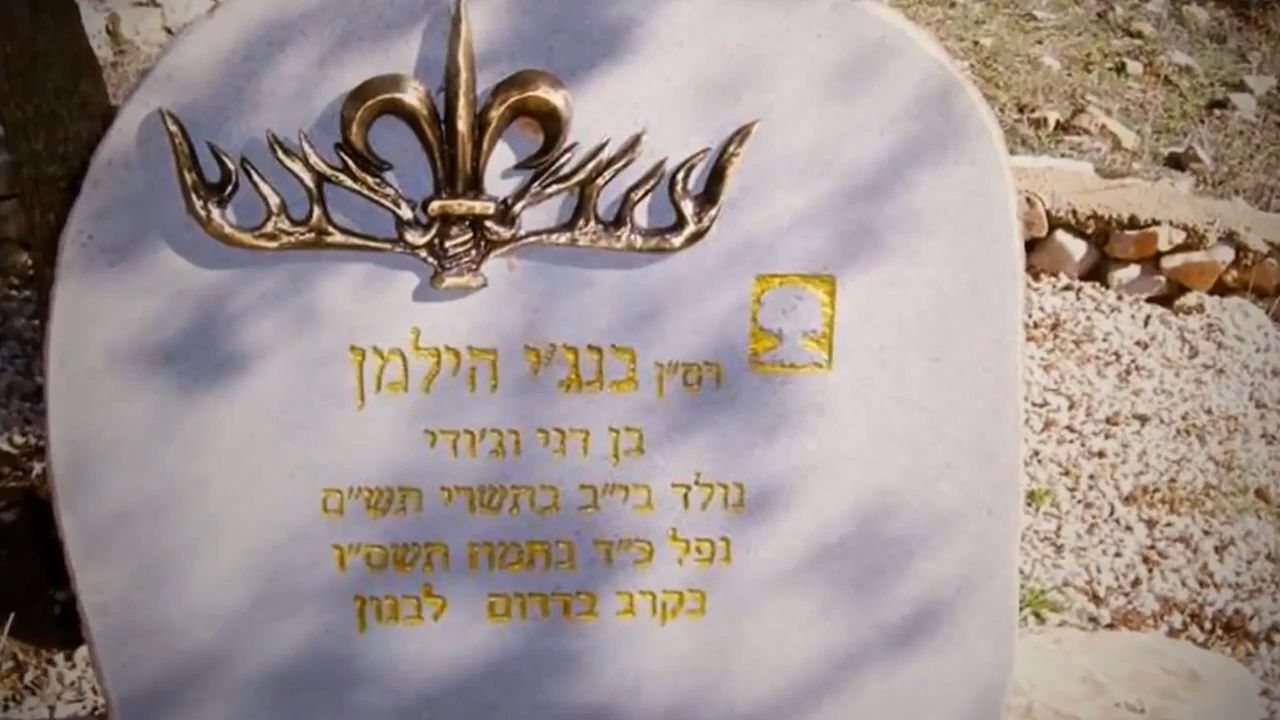 רס״ן בנג׳י הילמן
בן דני וג׳ודי
נולד בי״ב בתשרי תש״ם
נפל כ״ד בתמוז תשס״ו
בקרב בדרום לבנון